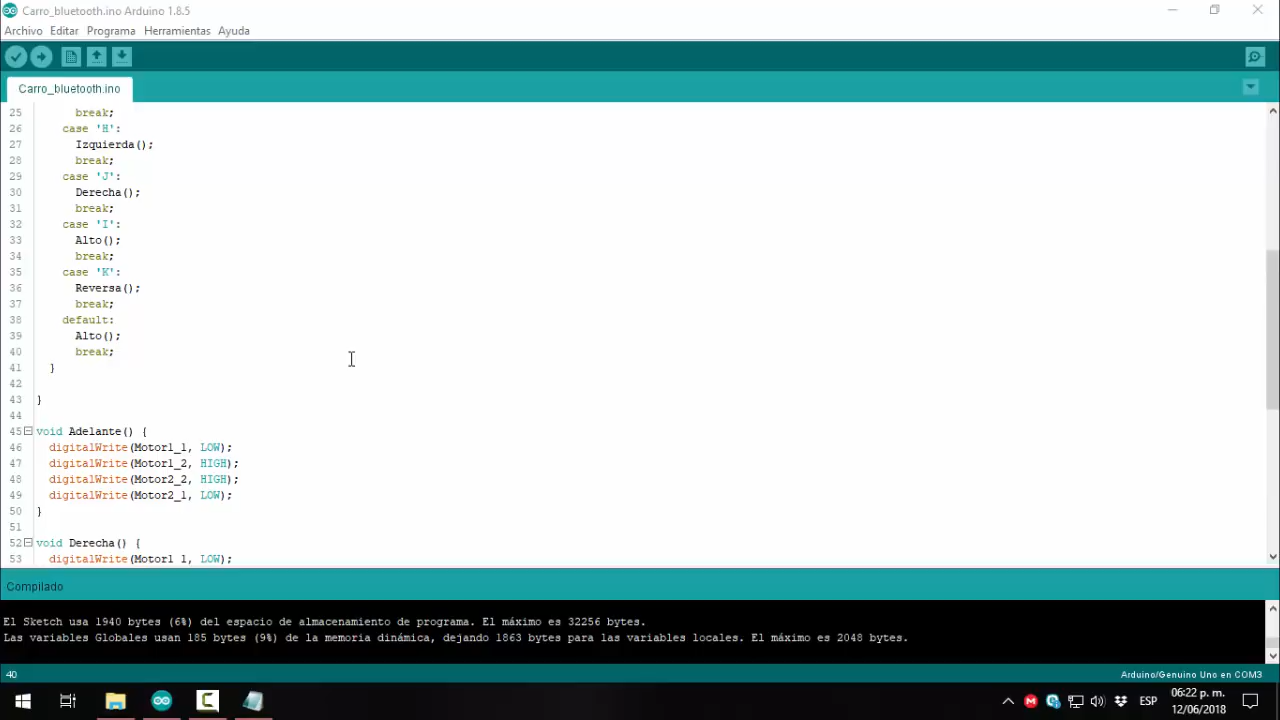 Carro_bluetooth.ino Arduino 1.8.5
Archivo Editar Programa Herramientas Ayuda
Carro_bluetooth.ino
25 break;
26 case 'H':
27 Izquierda();
28 break;
29 case 'J':
30 Derecha();
31 break;
32 case 'I':
33 Alto();
34 break;
35 case 'K':
36 Reversa();
37 break;
38 default:
39 Alto();
40 break;
41 }
42
43 }
44
45 void Adelante() {
46 digitalWrite(Motor1_1, LOW);
47 digitalWrite(Motor1_2, HIGH);
48 digitalWrite(Motor2_2, HIGH);
49 digitalWrite(Motor2_1, LOW);
50 }
51
52 void Derecha() {
53 digitalWrite(Motor1_1, LOW);
Compilado
El Sketch usa 1940 bytes (6%) del espacio de almacenamiento de programa. El máximo es 32256 bytes.
Las variables Globales usan 185 bytes (9%) de la memoria dinámica, dejando 1863 bytes para las variables locales. El máximo es 2048 bytes.
40 Arduino/Genuino Uno en COM3
ESP
06:22 p. m.
12/06/2018